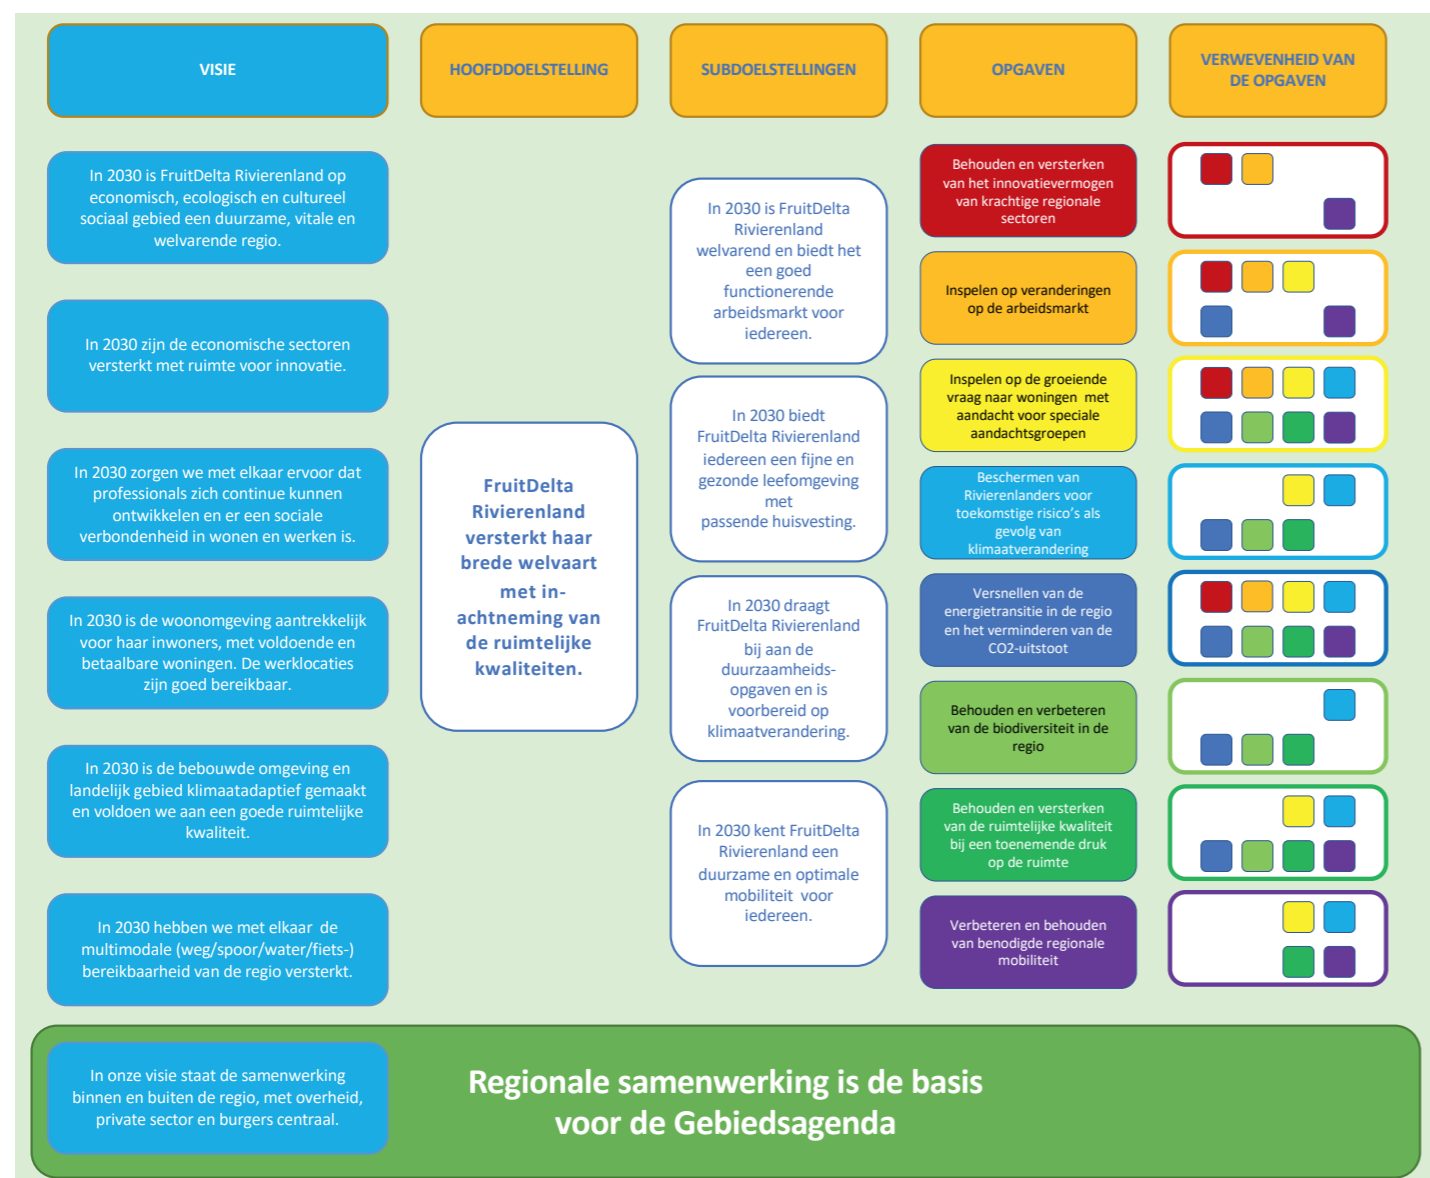 VISIE
HOOFDDOELSTELLING
SUBDOELSTELLINGEN
OPGAVEN
VERWEVENHEID VAN
DE OPGAVEN
In 2030 is FruitDelta Rivierenland op
economisch, ecologisch en cultureel
sociaal gebied een duurzame, vitale en
welvarende regio.
In 2030 zijn de economische sectoren
versterkt met ruimte voor innovatie.
In 2030 zorgen we met elkaar ervoor dat
professionals zich continue kunnen
ontwikkelen en er een sociale
verbondenheid in wonen en werken is.
In 2030 is de woonomgeving aantrekkelijk
voor haar inwoners, met voldoende en
betaalbare woningen. De werklocaties
zijn goed bereikbaar.
In 2030 is de bebouwde omgeving en
landelijk gebied klimaatadaptief gemaakt
en voldoen we aan een goede ruimtelijke
kwaliteit.
In 2030 hebben we met elkaar de
multimodale (weg/spoor/water/fiets-)
bereikbaarheid van de regio versterkt.
FruitDelta
Rivierenland
versterkt haar
brede welvaart
met in-
achtneming van
de ruimtelijke
kwaliteiten.
In 2030 is FruitDelta
Rivierenland
welvarend en biedt het
een goed
functionerende
arbeidsmarkt voor
iedereen.
In 2030 biedt
FruitDelta Rivierenland
iedereen een fijne en
gezonde leefomgeving
met
passende huisvesting.
In 2030 draagt
FruitDelta Rivierenland
bij aan de
duurzaamheids-
opgaven en is
voorbereid op
klimaatverandering.
In 2030 kent FruitDelta
Rivierenland een
duurzame en optimale
mobiliteit voor
iedereen.
Behouden en versterken
van het innovatievermogen
van krachtige regionale
sectoren
Inspelen op veranderingen
op de arbeidsmarkt
Inspelen op de groeiende
vraag naar woningen met
aandacht voor speciale
aandachtsgroepen
Beschermen van
Rivierenlanders voor
toekomstige risico's als
gevolg van
klimaatverandering
Versnellen van de
energietransitie in de regio
en het verminderen van de
CO2-uitstoot
Behouden en verbeteren
van de biodiversiteit in de
regio
Behouden en versterken
van de ruimtelijke kwaliteit
bij een toenemende druk
op de ruimte
Verbeteren en behouden
van benodigde regionale
mobiliteit
In onze visie staat de samenwerking
binnen en buiten de regio, met overheid,
private sector en burgers centraal.
Regionale samenwerking is de basis
voor de Gebiedsagenda